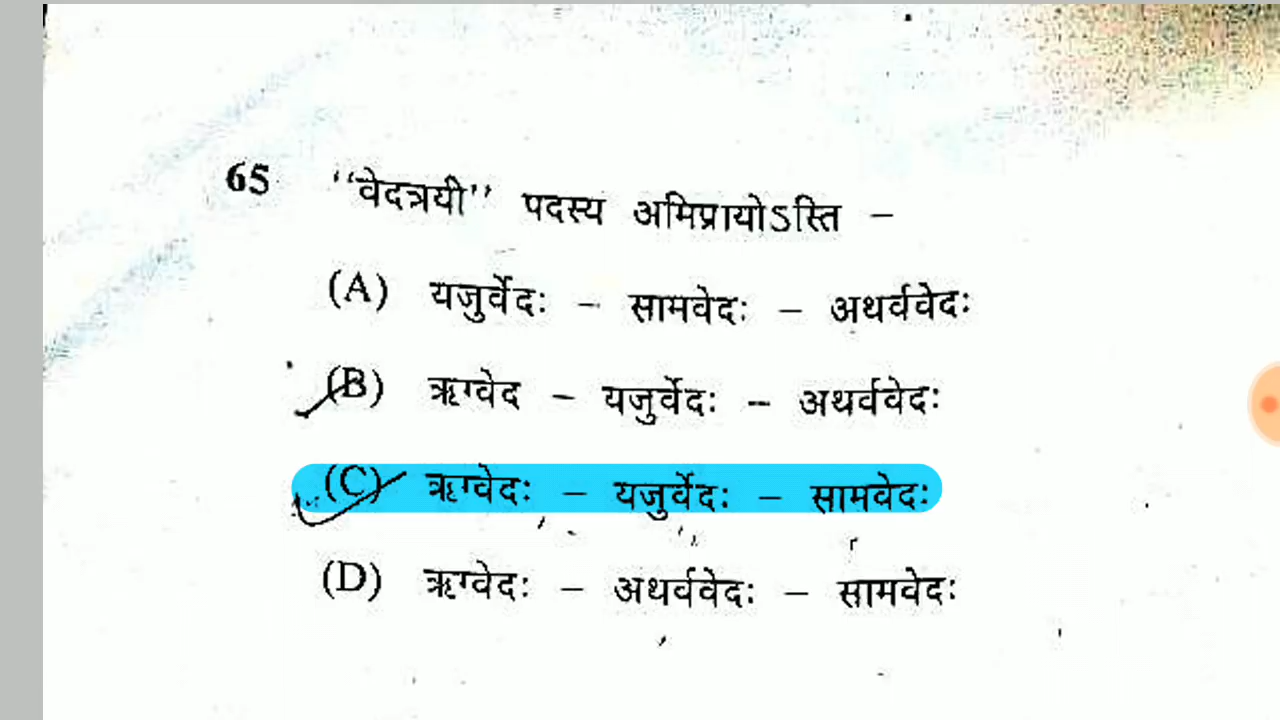 65 "वेदत्रयी" पदस्य अमिप्रायोऽस्ति –
(A) यजुर्वेदः – सामवेदः – अथर्ववेदः
(B) ऋग्वेद – यजुर्वेदः – अथर्ववेदः
(C) ऋग्वेदः – यजुर्वेदः – सामवेदः
(D) ऋग्वेदः – अथर्ववेदः – सामवेदः